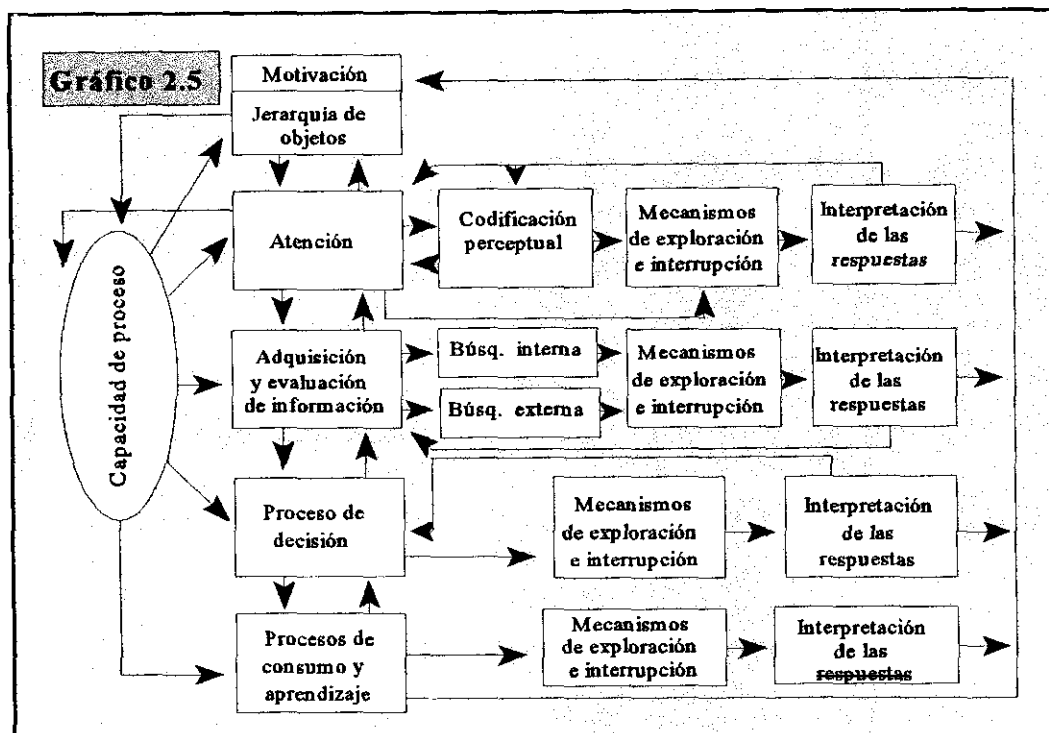 Gráfico 2.5
Motivación
Jerarquía de
objetos
Capacidad de proceso
Atención
Codificación
perceptual
Mecanismos
de exploración
e interrupción
Interpretación
de las
respuestas
Adquisición
y evaluación
de información
Búsq. interna
Búsq. externa
Mecanismos
de exploración
e interrupción
Interpretación
de las
respuestas
Proceso de
decisión
Mecanismos
de exploración
e interrupción
Interpretación
de las
respuestas
Procesos de
consumo y
aprendizaje
Mecanismos
de exploración
e interrupción
Interpretación
de las
respuestas